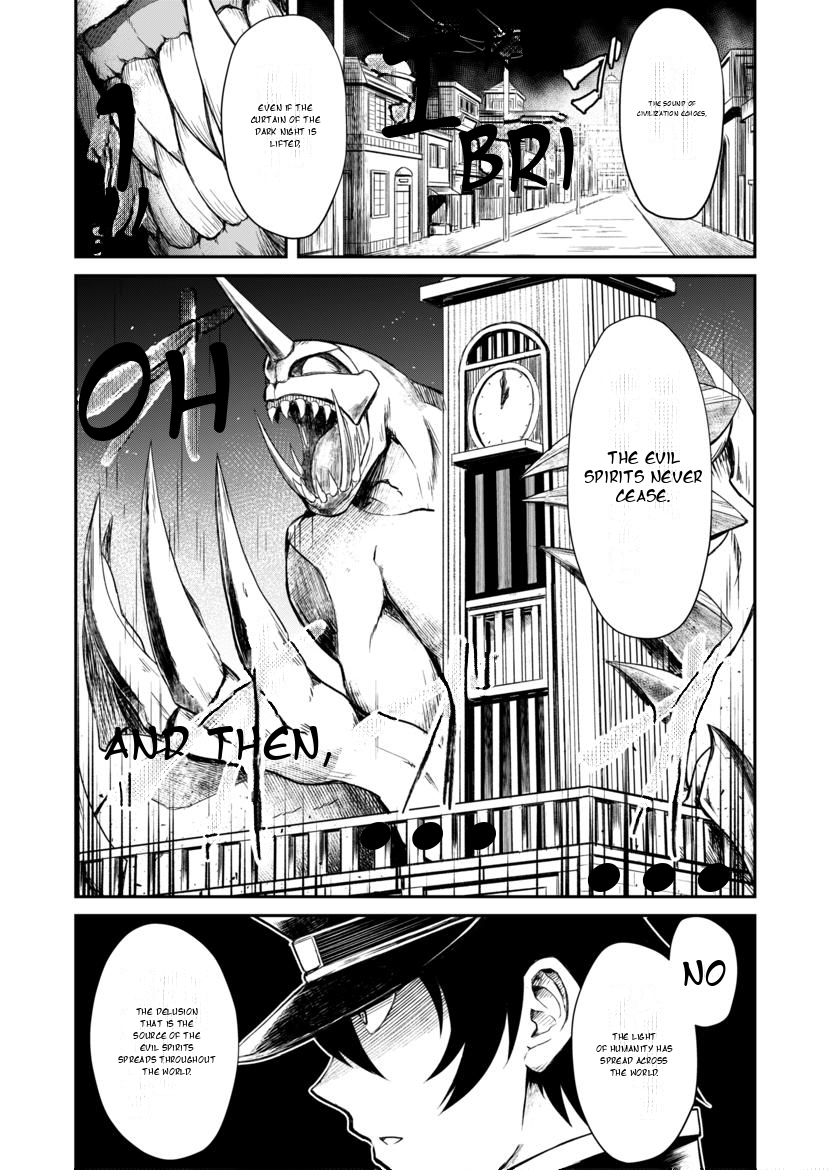 THE SOUND OF
CIVILIZATION ECHOES.
I
BRI
EVEN IF THE
CURTAIN OF THE
DARK NIGHT IS
LIFTED,
THE EVIL
SPIRITS NEVER
CEASE.
OH
AND THEN,
...
...
NO
THE LIGHT
OF HUMANITY HAS
SPREAD ACROSS
THE WORLD.
THE DELUSION
THAT IS THE
SOURCE OF THE
EVIL SPIRITS
SPREADS THROUGHOUT
THE WORLD.